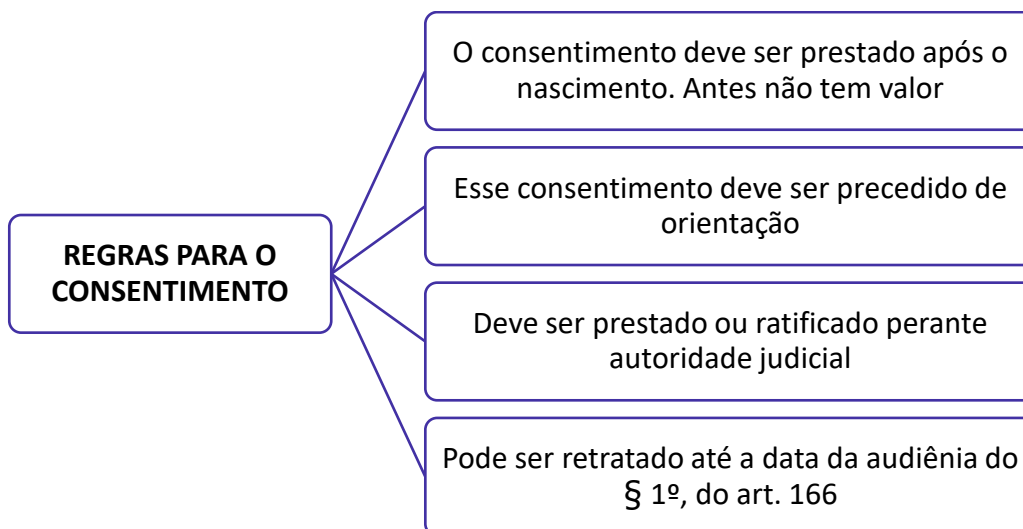 REGRAS PARA O
CONSENTIMENTO
O consentimento deve ser prestado após o
nascimento. Antes não tem valor
Esse consentimento deve ser precedido de
orientação
Deve ser prestado ou ratificado perante
autoridade judicial
Pode ser retratado até a data da audiênia do
§ 1º, do art. 166